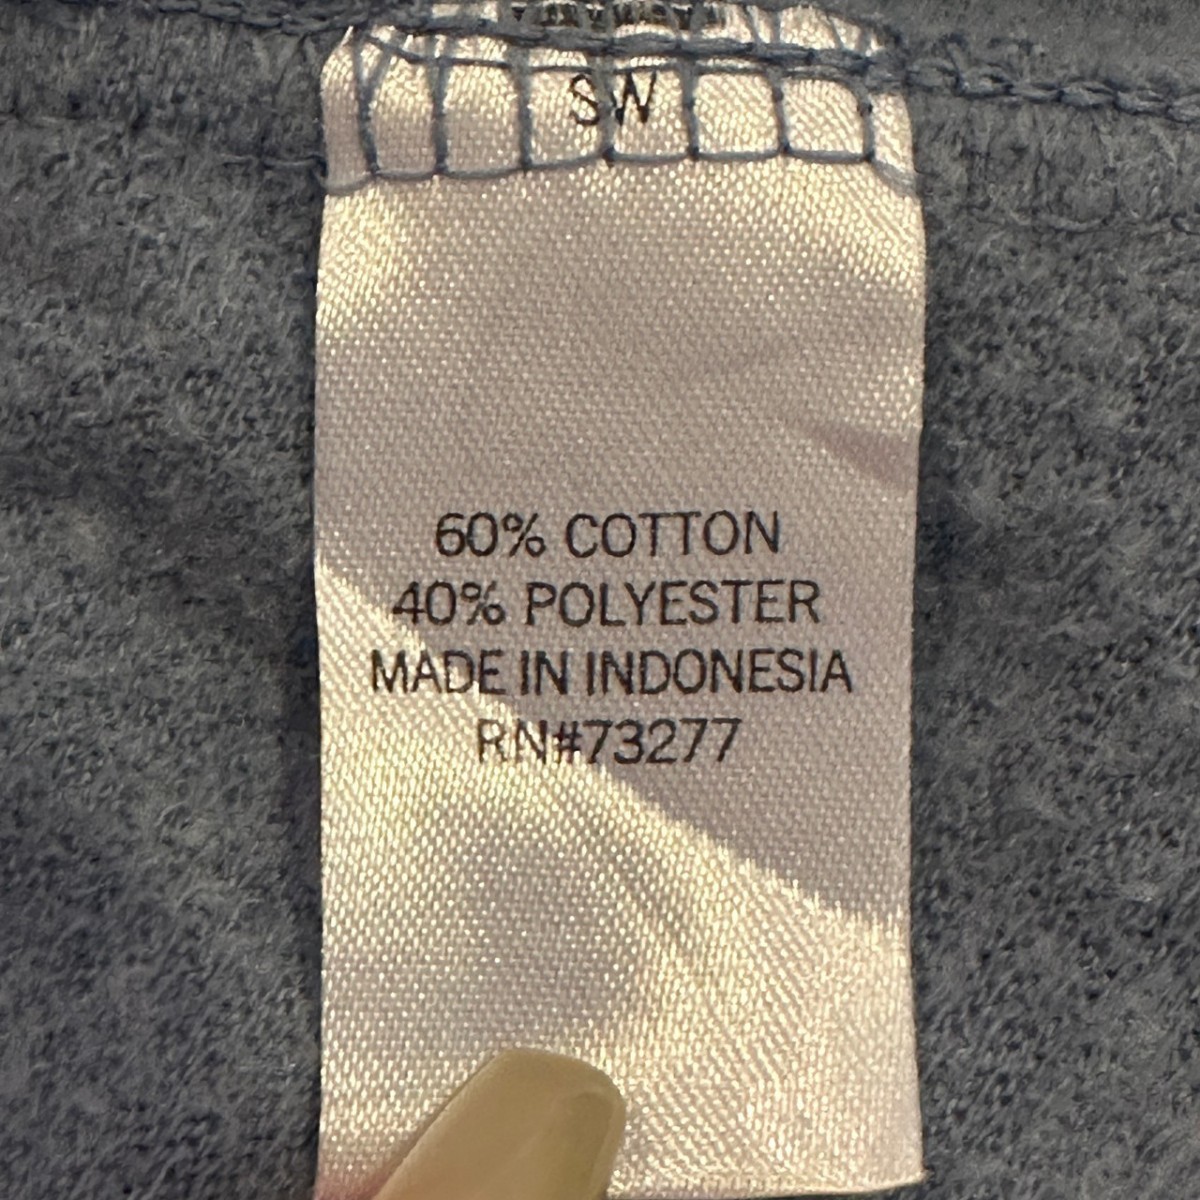 SW
60% COTTON
40% POLYESTER
MADE IN INDONESIA
RN#73277